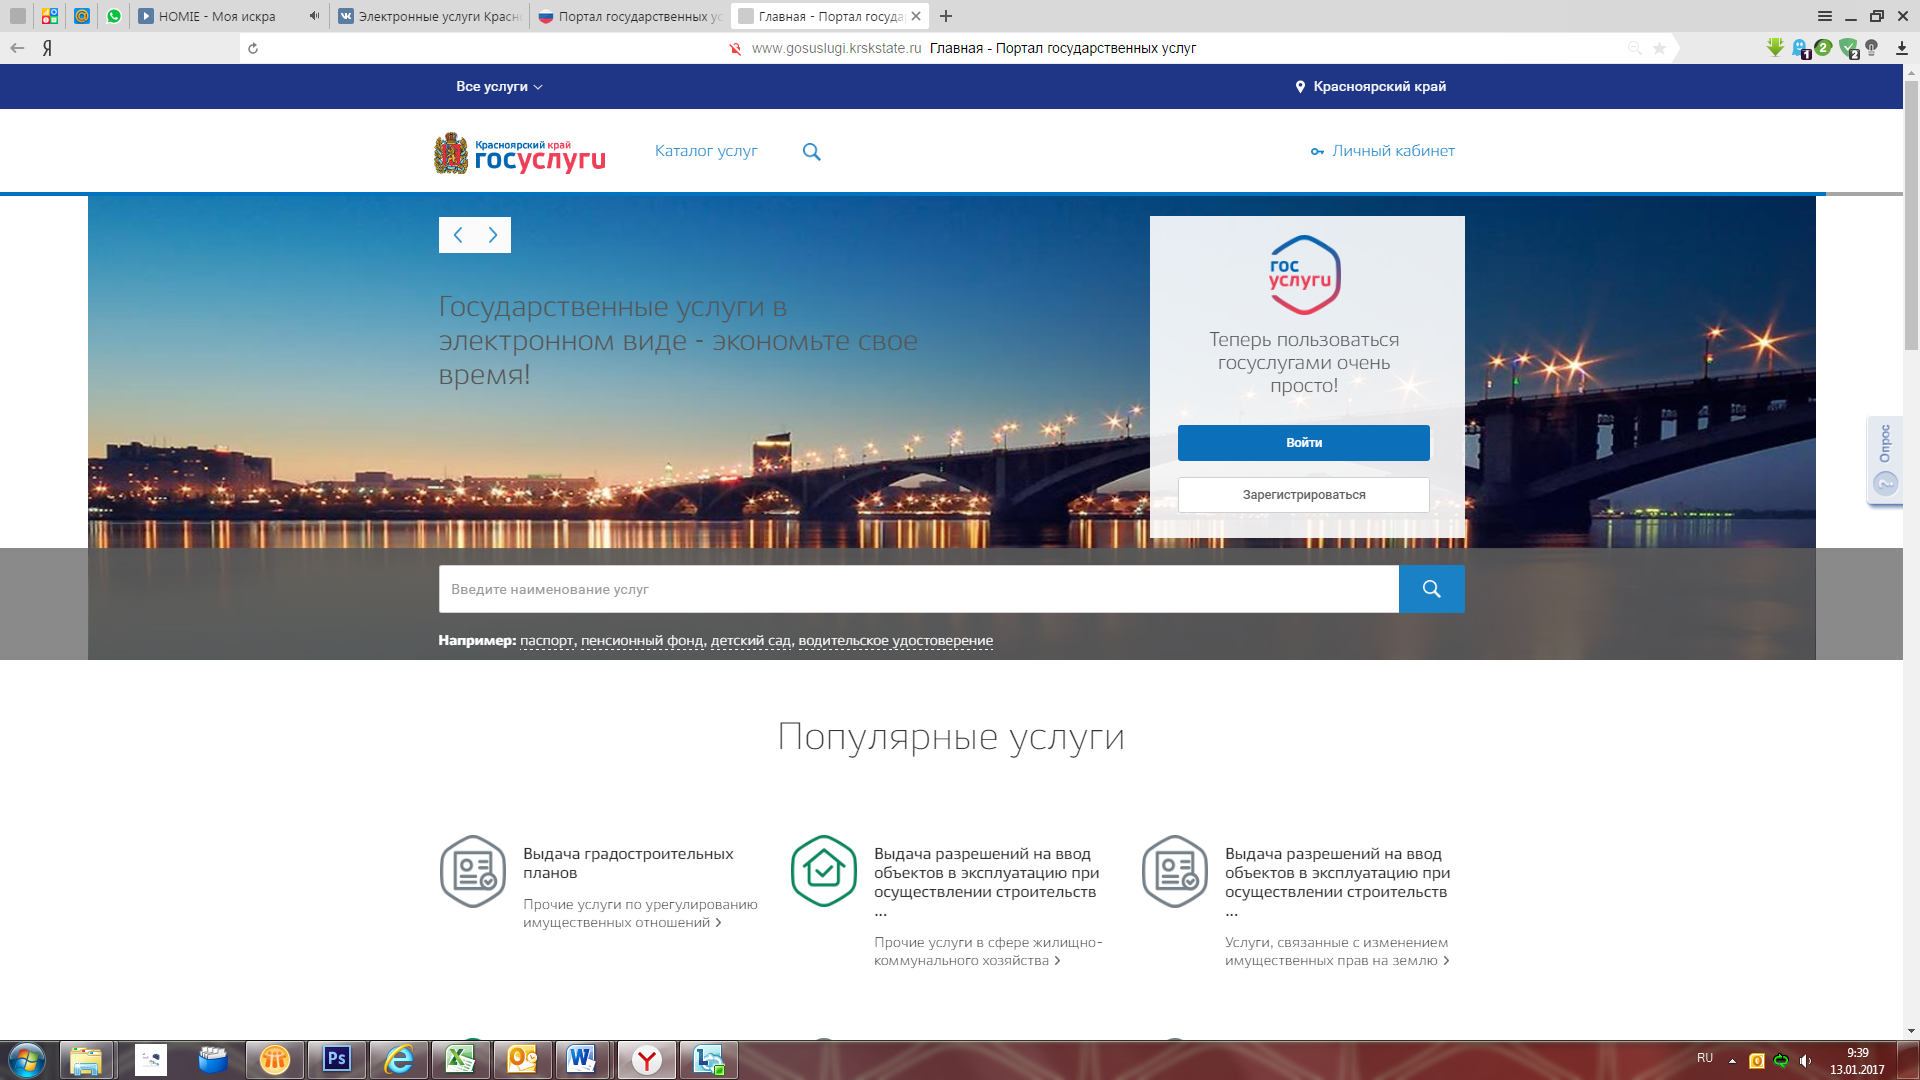 HOMIE - Моя искра
Электронные услуги Красн
Портал государственных ус
Главная - Портал госуда
Я
www.gosuslugi.krskstate.ru Главная - Портал государственных услуг
1
2
2
Все услуги
Красноярский край
Красноярский край
госуслуги
Каталог услуг
Личный кабинет
Государственные услуги в
электронном виде - экономьте свое
время!
гос
услуги
Теперь пользоваться
госуслугами очень
просто!
Войти
Зарегистрироваться
Опрос
?
Введите наименование услуг
Например: паспорт, пенсионный фонд, детский сад, водительское удостоверение
Популярные услуги
Выдача градостроительных
планов
Прочие услуги по урегулированию
имущественных отношений
Выдача разрешений на ввод
объектов в эксплуатацию при
осуществлении строительств
...
Прочие услуги в сфере жилищно-
коммунального хозяйства
Выдача разрешений на ввод
объектов в эксплуатацию при
осуществлении строительств
...
Услуги, связанные с изменением
имущественных прав на землю
Ps
RU
9:39
13.01.2017